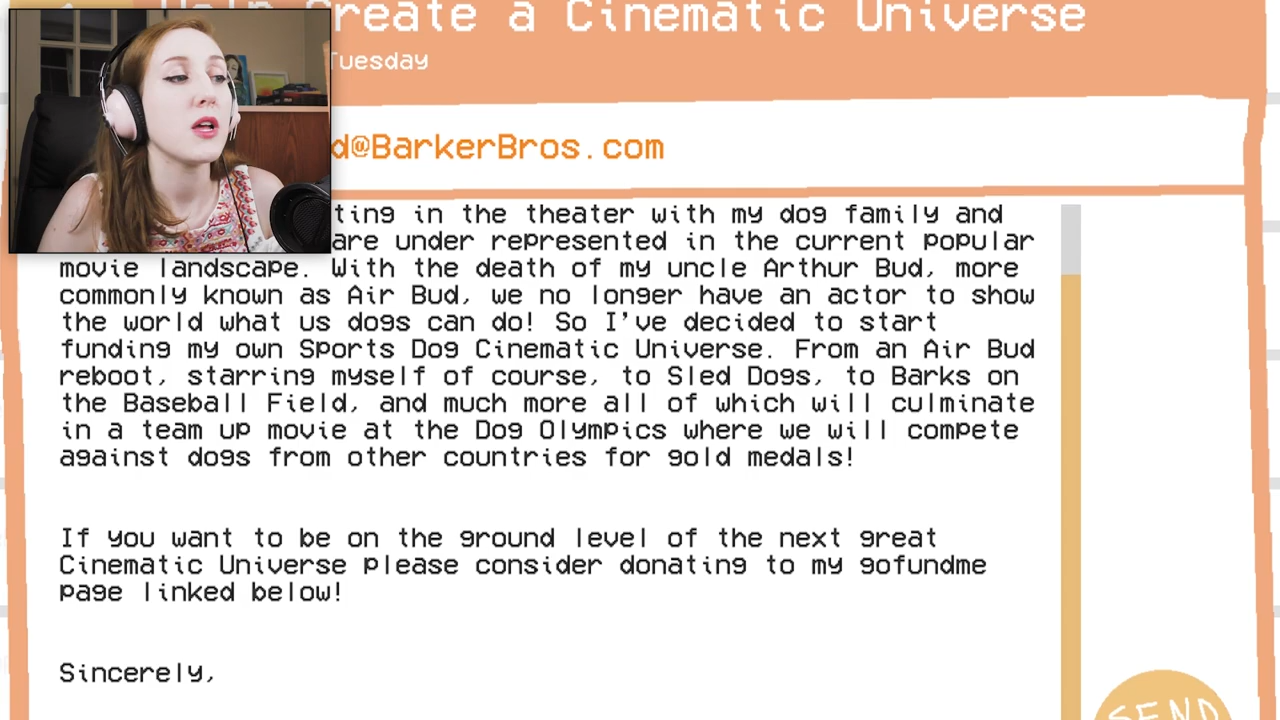 Create a Cinematic Universe
Tuesday
d@BarkerBros.com
ting in the theater with my dog family and
are under represented in the current popular
movie landscape. With the death of my uncle Arthur Bud, more
commonly known as Air Bud, we no longer have an actor to show
the world what us dogs can do! So I've decided to start
funding my own Sports Dog Cinematic Universe. From an Air Bud
reboot, starring myself of course, to Sled Dogs, to Barks on
the Baseball Field, and much more all of which will culminate
in a team up movie at the Dog Olympics where we will compete
against dogs from other countries for gold medals!
If you want to be on the ground level of the next great
Cinematic Universe please consider donating to my gofundme
page linked below!
Sincerely,
SEND